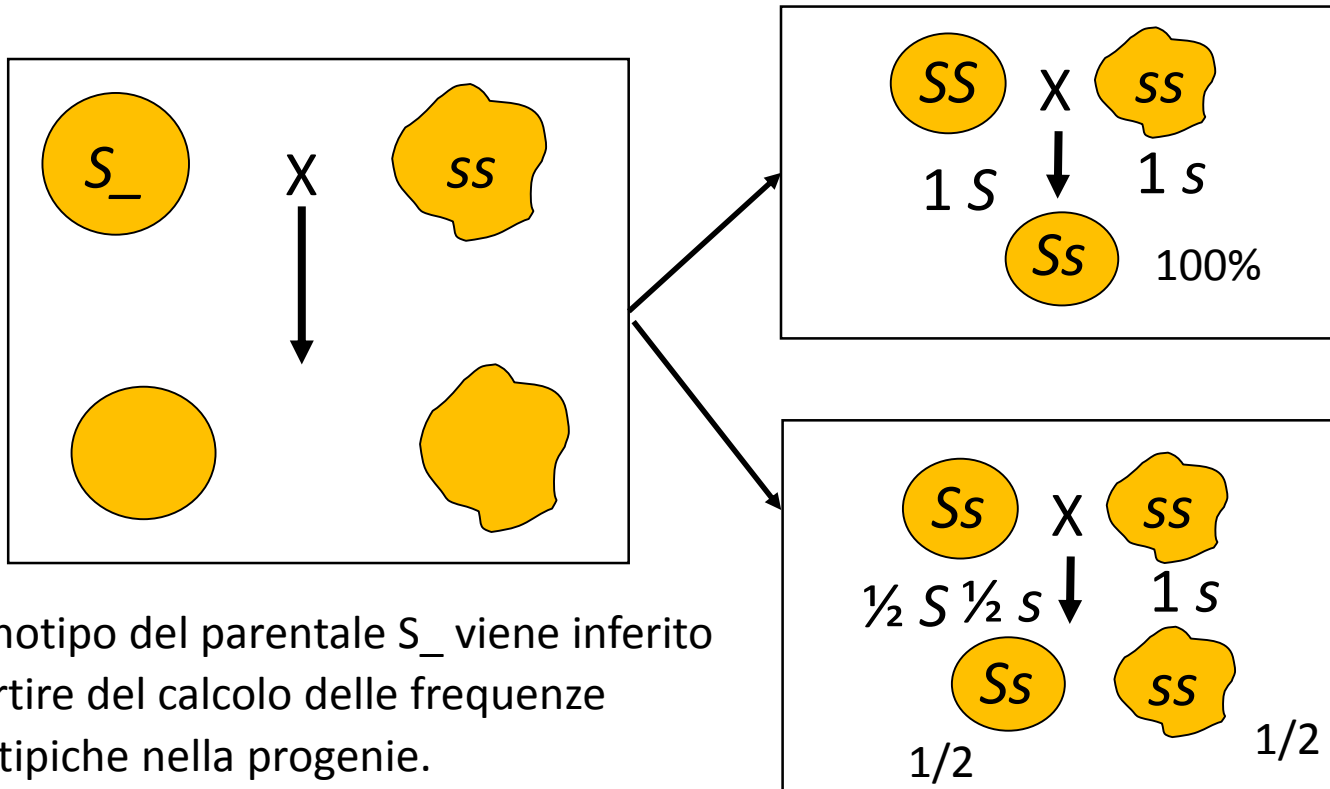 S_ X ss
SS X ss
1 S 1 s
Ss 100%
Ss X ss
½ S ½ s 1 s
Ss ss
1/2 1/2
notipo del parentale S_ viene inferito
rtire del calcolo delle frequenze
tipiche nella progenie.